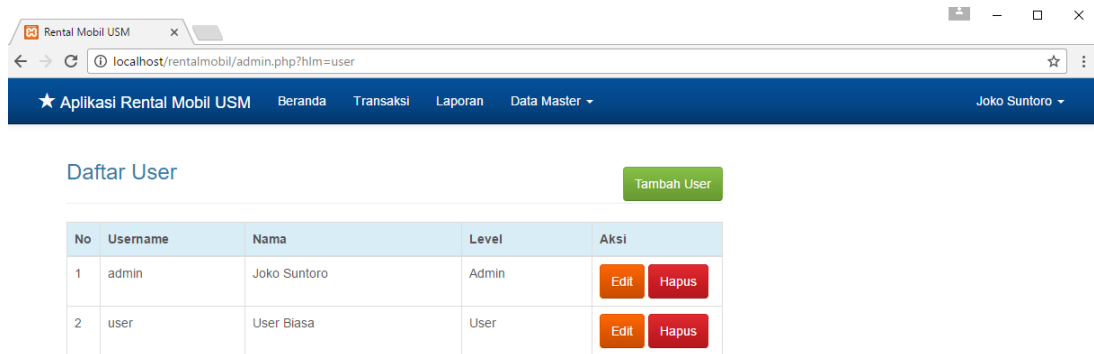 Rental Mobil USM
localhost/rentalmobil/admin.php?hlm=user
Aplikasi Rental Mobil USM Beranda Transaksi Laporan Data Master Joko Suntoro
Daftar User
Tambah User
No Username Nama Level Aksi
1 admin Joko Suntoro Admin Edit Hapus
2 user User Biasa User Edit Hapus